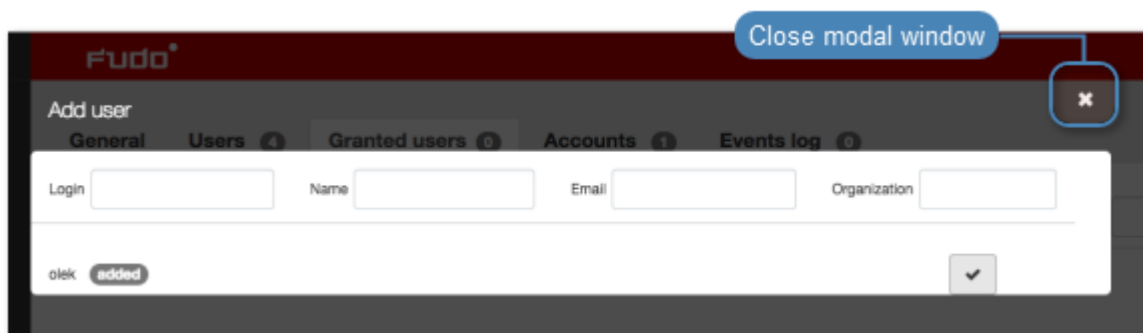 Close modal window
Fudo
Add user
General Users 4 Granted users 0 Accounts 1 Events log 0
Login Name Email Organization
olek added